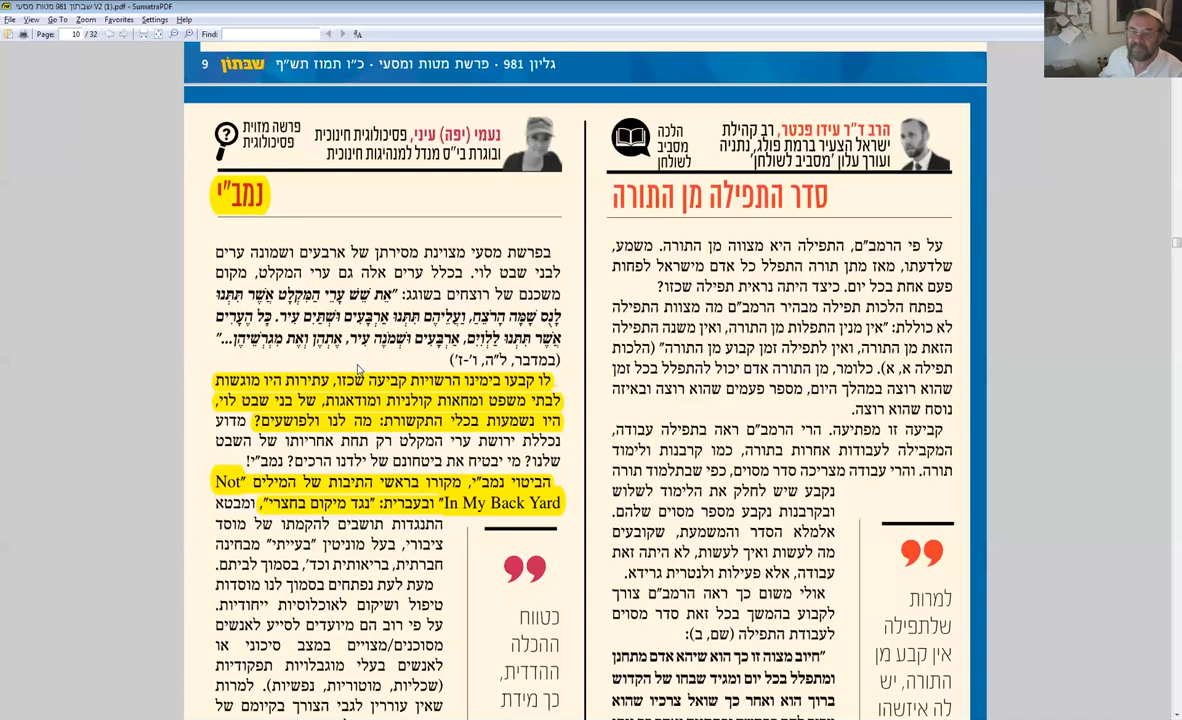 שבתון 981 מטות מסעי V2 (1).pdf - SumatraPDF
File View Go To Zoom Favorites Settings Help
Page: 10 / 32 Find:
גליון 981 · פרשת מטות ומסעי · כ"ו תמוז תש"ף שבתון 9
הרב ד"ר עידו פכטר, רב קהילת
ישראל הצעיר ברמת פולג, נתניה
ועורך עלון 'מסביב לשולחן'
הלכה
מסביב
לשולחן
סדר התפילה מן התורה
על פי הרמב"ם, התפילה היא מצווה מן התורה. משמע,
שלדעתו, מאז מתן תורה התפלל כל אדם מישראל לפחות
פעם אחת בכל יום. כיצד היתה נראית תפילה שכזו?
בפתח הלכות תפילה מבהיר הרמב"ם מה מצוות התפילה
לא כוללת: "אין מנין התפלות מן התורה, ואין משנה התפילה
הזאת מן התורה, ואין לתפילה זמן קבוע מן התורה" (הלכות
תפילה א, א). כלומר, מן התורה אדם יכול להתפלל בכל זמן
שהוא רוצה במהלך היום, מספר פעמים שהוא רוצה ובאיזה
נוסח שהוא רוצה.
קביעה זו מפתיעה. הרי הרמב"ם ראה בתפילה עבודה,
המקבילה לעבודות אחרות בתורה, כמו קרבנות ולימוד
תורה. והרי עבודה מצריכה סדר מסוים, כפי שבתלמוד תורה
נקבע שיש לחלק את הלימוד לשלוש
ובקרבנות נקבע מספר מסוים שלהם.
אלמלא הסדר והמשמעת, שקובעים
מה לעשות ואיך לעשות, לא היתה זאת
עבודה, אלא פעילות ולנטרית גרידא.
אולי משום כך ראה הרמב"ם צורך
לקבוע בהמשך בכל זאת סדר מסוים
לעבודת התפילה (שם, ב):
"חיוב מצוה זו כך הוא שיהא אדם מתחנן
ומתפלל בכל יום ומגיד שבחו של הקדוש
ברוך הוא ואחר כך שואל צרכיו שהוא
למרות
שלתפילה
אין קבע מן
התורה, יש
לה איזשהו
נעמי (יפה) עיני, פסיכולוגית חינוכית
ובוגרת בי"ס מנדל למנהיגות חינוכית
פרשה מזוית
פסיכולוגית
נמב"י
בפרשת מסעי מצוינת מסירתן של ארבעים ושמונה ערים
לבני שבט לוי. בכלל ערים אלה גם ערי המקלט, מקום
משכנם של רוצחים בשוגג: "אֵת שֵׁשׁ עָרֵי הַמִּקְלָט אֲשֶׁר תִּתְּנוּ
לָנֻס שָׁמָּה הָרֹצֵחַ, וַעֲלֵיהֶם תִּתְּנוּ אַרְבָּעִים וּשְׁתַּיִם עִיר. כָּל הֶעָרִים
אֲשֶׁר תִּתְּנוּ לַלְוִיִּם, אַרְבָּעִים וּשְׁמֹנֶה עִיר, אֶתְהֶן וְאֶת מִגְרְשֵׁיהֶן..."
(במדבר, ל"ה, ו'-ז')
לו קבעו בימינו הרשויות קביעה שכזו, עתירות היו מוגשות
לבתי משפט ומחאות קולניות ומודאגות, של בני שבט לוי,
היו נשמעות בכלי התקשורת: מה לנו ולפושעים? מדוע
נכללת ירושת ערי המקלט רק תחת אחריותו של השבט
שלנו? מי יבטיח את ביטחונם של ילדנו הרכים? נמב"י!
הביטוי נמב"י, מקורו בראשי התיבות של המילים "Not
In My Back Yard" ובעברית: "נגד מיקום בחצרי", ומבטא
התנגדות תושבים להקמתו של מוסד
ציבורי, בעל מוניטין "בעייתי" מבחינה
חברתית, בריאותית וכד', בסמוך לביתם.
מעת לעת נפתחים בסמוך לנו מוסדות
טיפול ושיקום לאוכלוסיות ייחודיות.
על פי רוב הם מיועדים לסייע לאנשים
מסוכנים/מצויים במצב סיכוני או
לאנשים בעלי מוגבלויות תפקודיות
(שכליות, מוטוריות, נפשיות). למרות
שאין עוררין לגבי הצורך בקיומם של
כטווח
ההכלה
ההדדית,
כך מידת